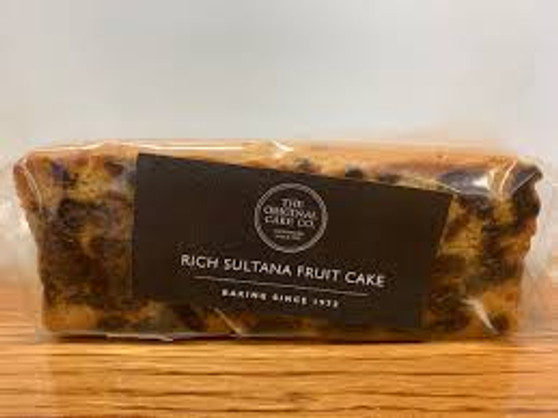 THE
ORIGINAL
CAKE CO.
RICH SULTANA FRUIT CAKE
BAKING SINCE 1972